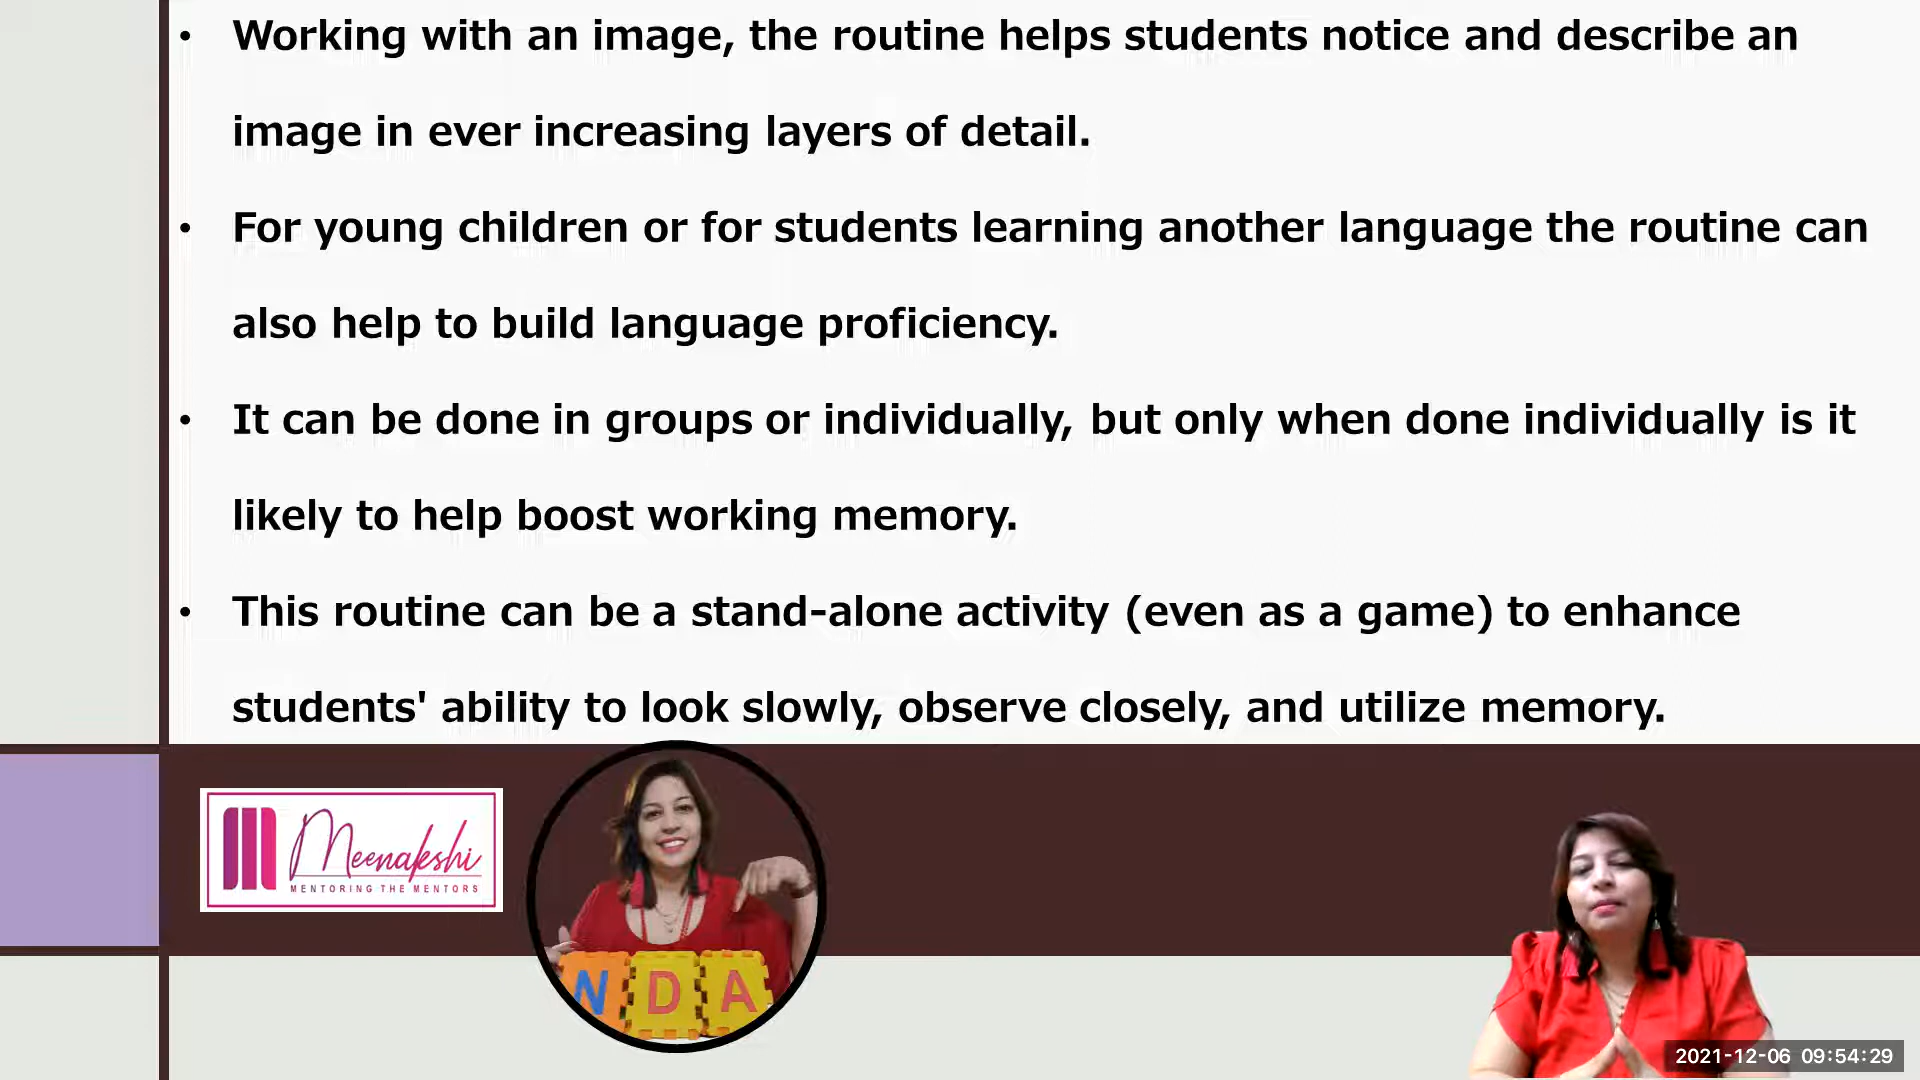 • Working with an image, the routine helps students notice and describe an
image in ever increasing layers of detail.
• For young children or for students learning another language the routine can
also help to build language proficiency.
• It can be done in groups or individually, but only when done individually is it
likely to help boost working memory.
• This routine can be a stand-alone activity (even as a game) to enhance
students' ability to look slowly, observe closely, and utilize memory.
Meenakshi
MENTORING THE MENTORS
N D A
2021-12-06 09:54:29